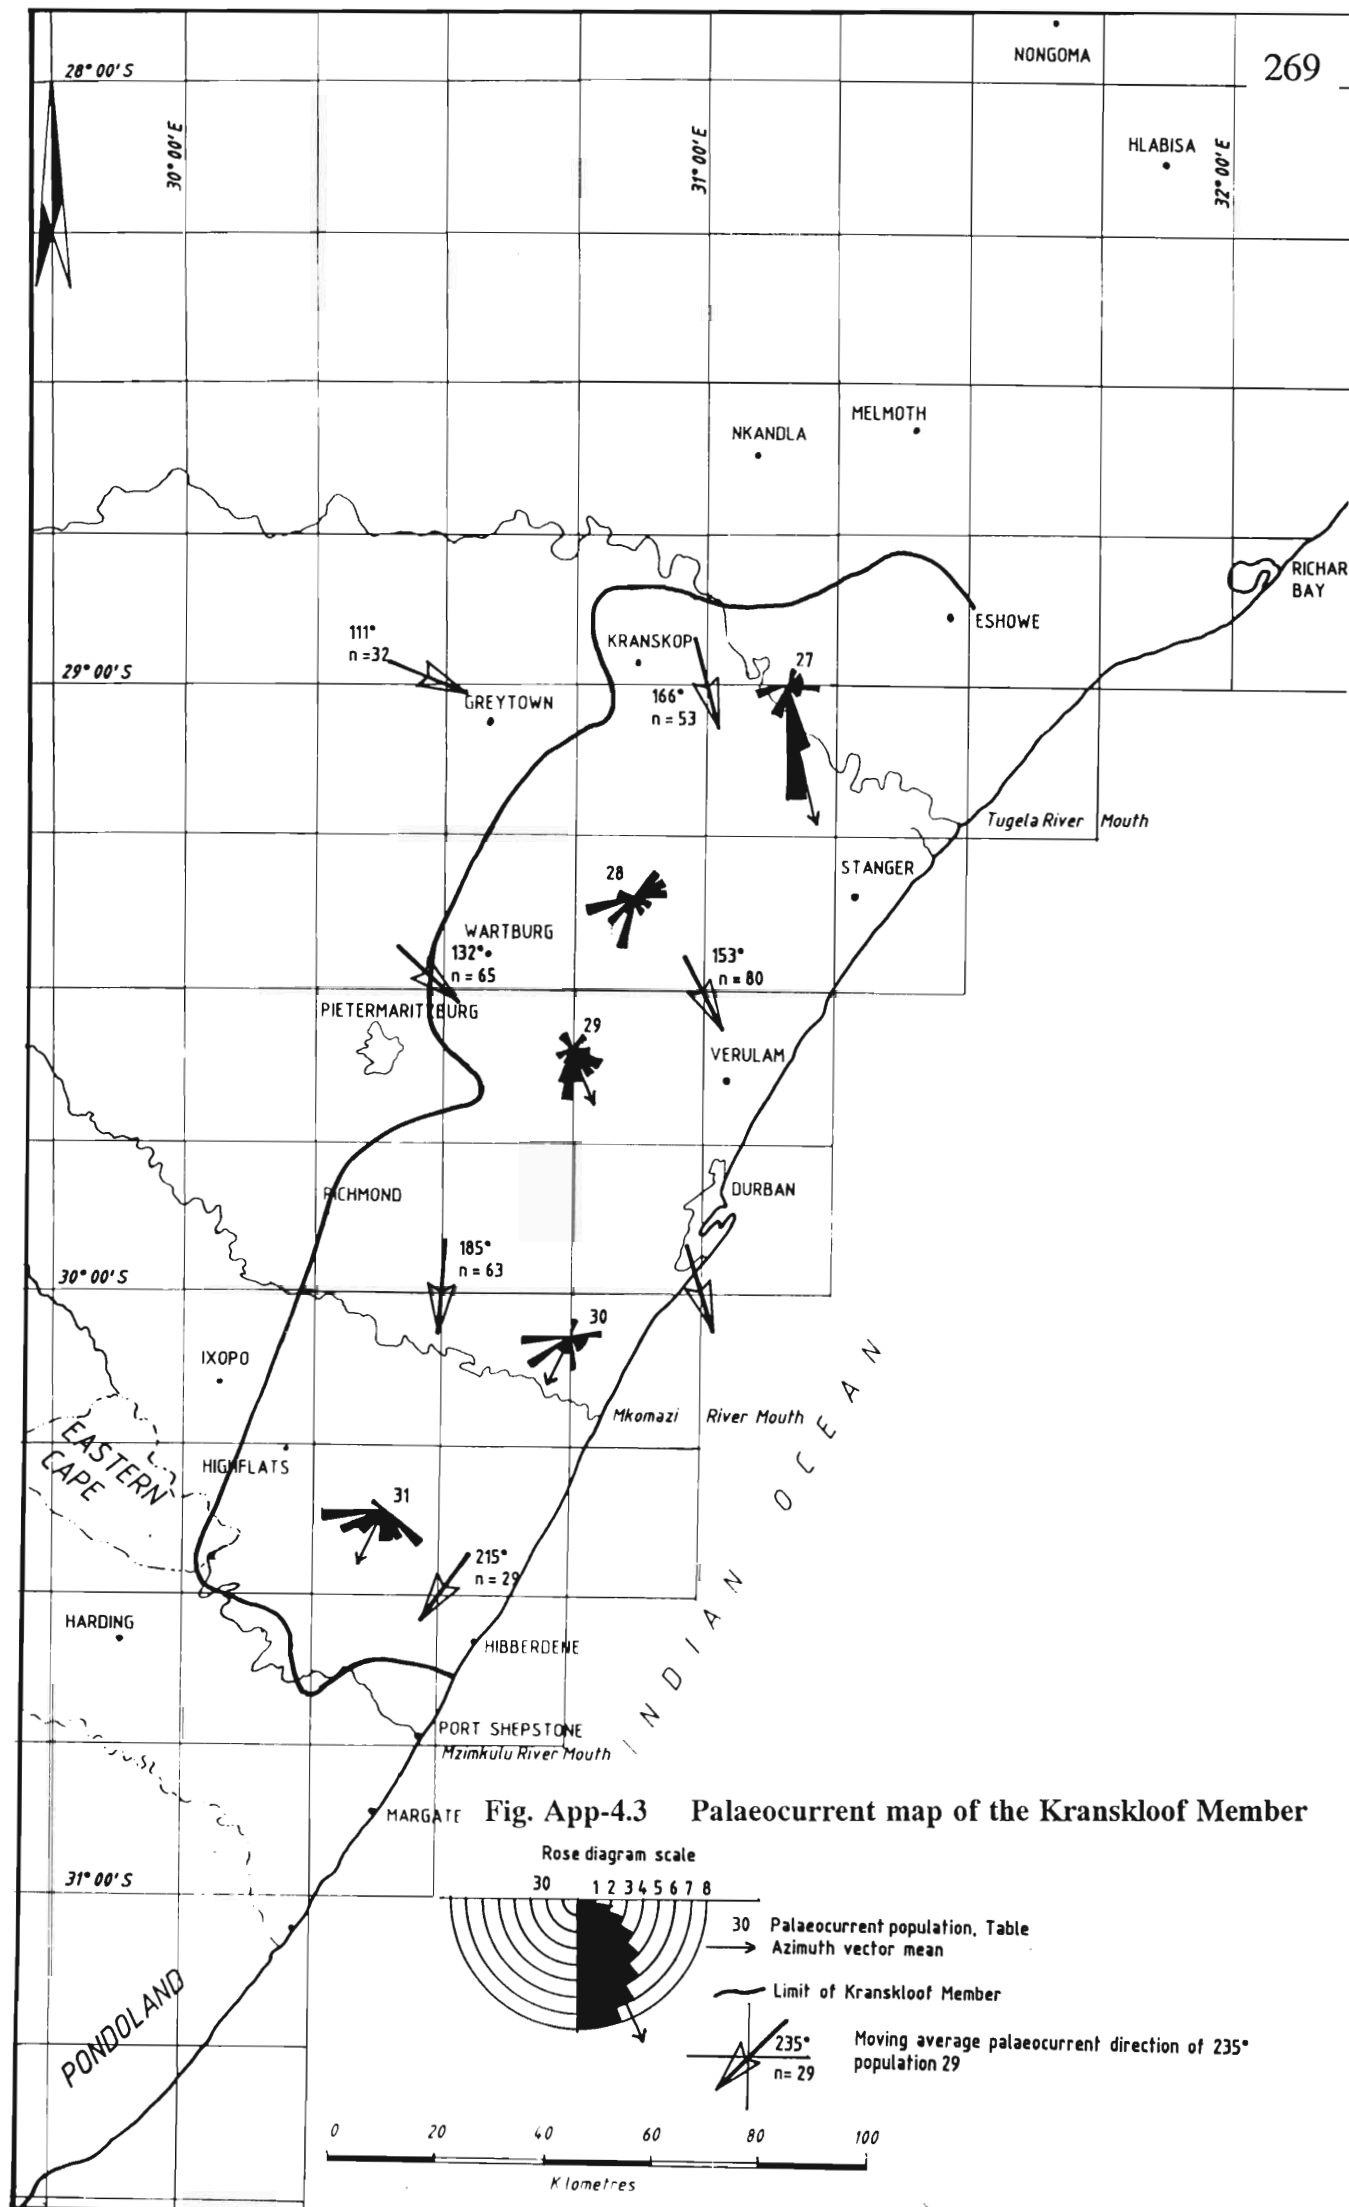 269
NONGOMA
28°00'S
HLABISA
30°00'E
31°00'E
32°00'E
MELMOTH
NKANDLA
RICHAR
BAY
ESHOWE
111°
n=32
KRANSKOP
27
29°00'S
166°
n=53
GREYTOWN
Tugela River Mouth
STANGER
28
WARTBURG
132°
n=65
153°
n=80
PIETERMARITZBURG
29
VERULAM
DURBAN
RICHMOND
185°
n=63
30°00'S
30
IXOPO
Mkomazi River Mouth
EASTERN
CAPE
HIGHFLATS
31
215°
n=29
HARDING
HIBBERDENE
INDIAN OCEAN
PORT SHEPSTONE
Mzimkulu River Mouth
MARGATE
Fig. App-4.3 Palaeocurrent map of the Kranskloof Member
Rose diagram scale
31°00'S
30 1 2 3 4 5 6 7 8
30 Palaeocurrent population, Table
Azimuth vector mean
Limit of Kranskloof Member
PONDOLAND
235°
n=29
Moving average palaeocurrent direction of 235°
population 29
0 20 40 60 80 100
Kilometres